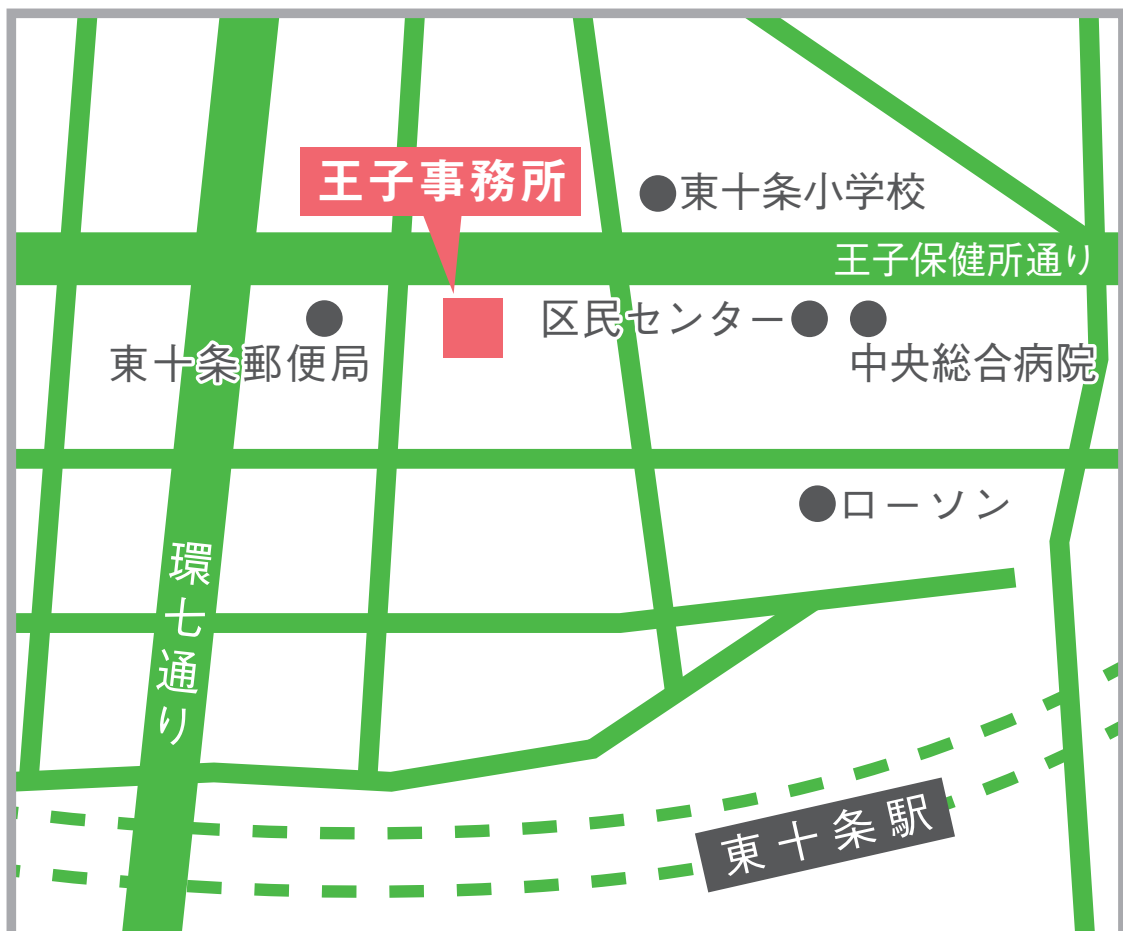 王子事務所
東十条小学校
王子保健所通り
区民センター
東十条郵便局
中央総合病院
ローソン
環七通り
東十条駅